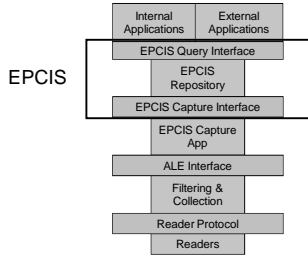 Internal
Applications
External
Applications
EPCIS Query Interface
EPCIS
EPCIS
Repository
EPCIS Capture Interface
EPCIS Capture
App
ALE Interface
Filtering &
Collection
Reader Protocol
Readers